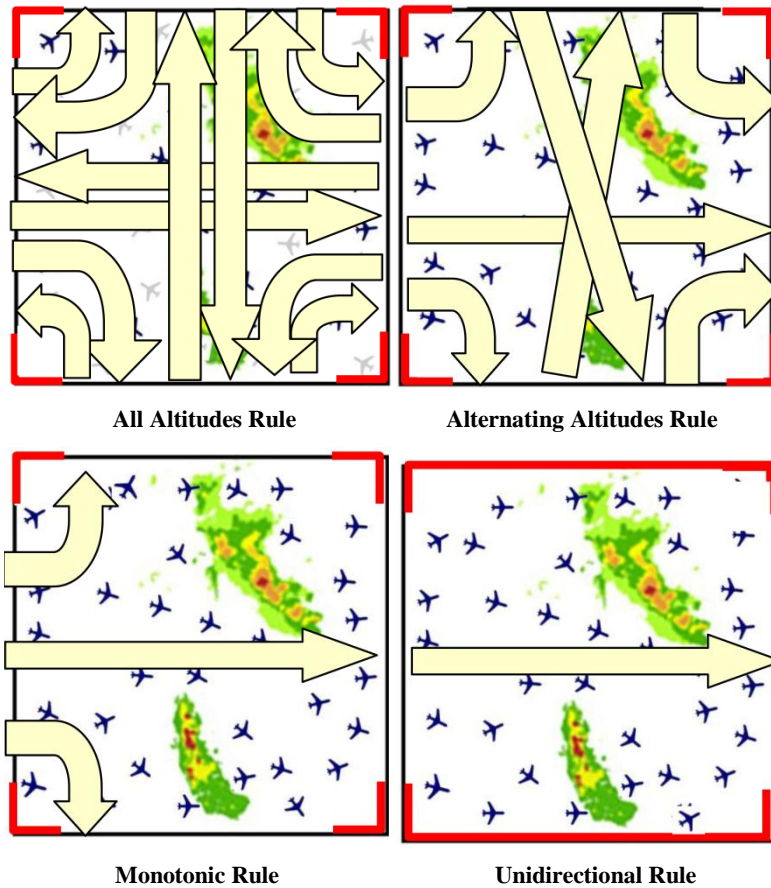 All Altitudes Rule
Alternating Altitudes Rule
Monotonic Rule
Unidirectional Rule